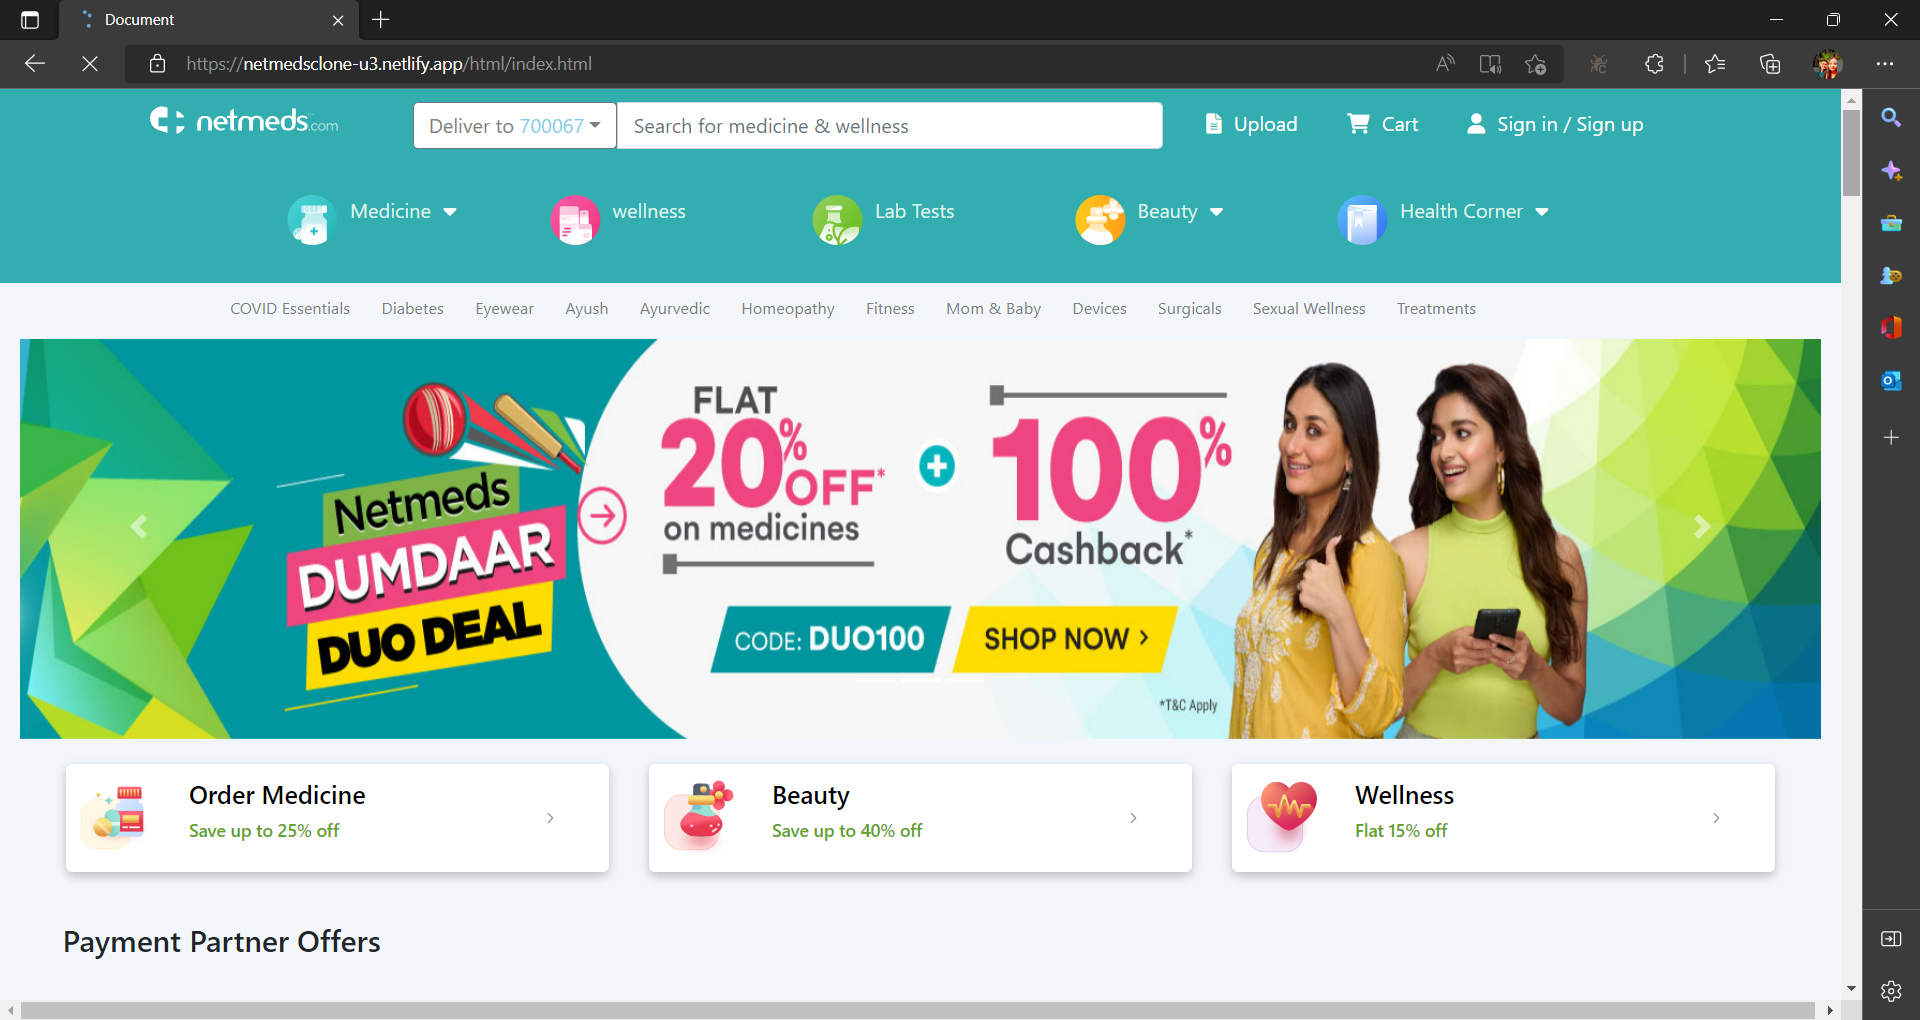 Document
https://netmedsclone-u3.netlify.app/html/index.html
netmeds.com
Deliver to 700067
Search for medicine & wellness
Upload
Cart
Sign in / Sign up
Medicine
wellness
Lab Tests
Beauty
Health Corner
COVID Essentials
Diabetes
Eyewear
Ayush
Ayurvedic
Homeopathy
Fitness
Mom & Baby
Devices
Surgicals
Sexual Wellness
Treatments
Netmeds
DUMDAAR
DUO DEAL
FLAT
20% OFF*
on medicines
100%
Cashback*
CODE: DUO100
SHOP NOW >
*T&C Apply
Order Medicine
Save up to 25% off
Beauty
Save up to 40% off
Wellness
Flat 15% off
Payment Partner Offers